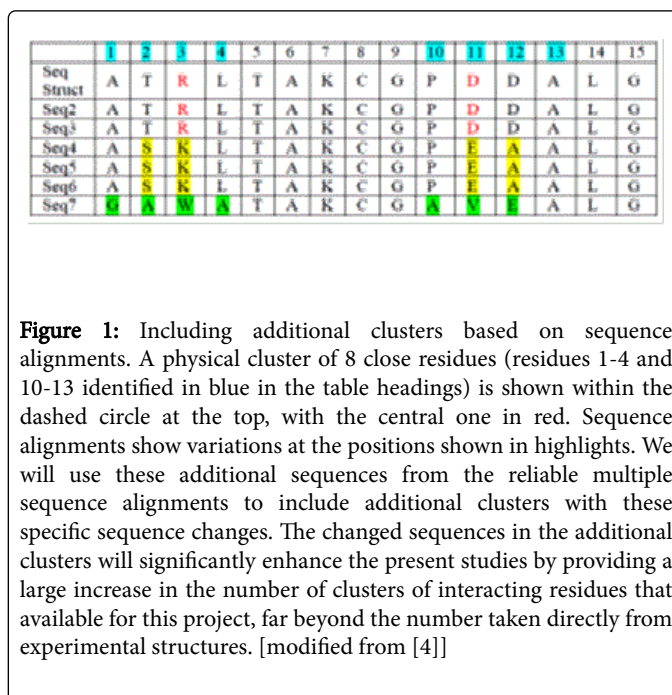 1 2 3 4 5 6 7 8 9 10 11 12 13 14 15
Seq Struct A T R L T A K C G P D D A L G
Seq2 A T R L T A K C G P D D A L G
Seq3 A T R L T A K C G P D D A L G
Seq4 A S K L T A K C G P E A A L G
Seq5 A S K L T A K C G P E A A L G
Seq6 A S K L T A K C G P E A A L G
Seq7 G A W A T A K C G A V E A L G
Figure 1: Including additional clusters based on sequence
alignments. A physical cluster of 8 close residues (residues 1-4 and
10-13 identified in blue in the table headings) is shown within the
dashed circle at the top, with the central one in red. Sequence
alignments show variations at the positions shown in highlights. We
will use these additional sequences from the reliable multiple
sequence alignments to include additional clusters with these
specific sequence changes. The changed sequences in the additional
clusters will significantly enhance the present studies by providing a
large increase in the number of clusters of interacting residues that
available for this project, far beyond the number taken directly from
experimental structures. [modified from [4]]